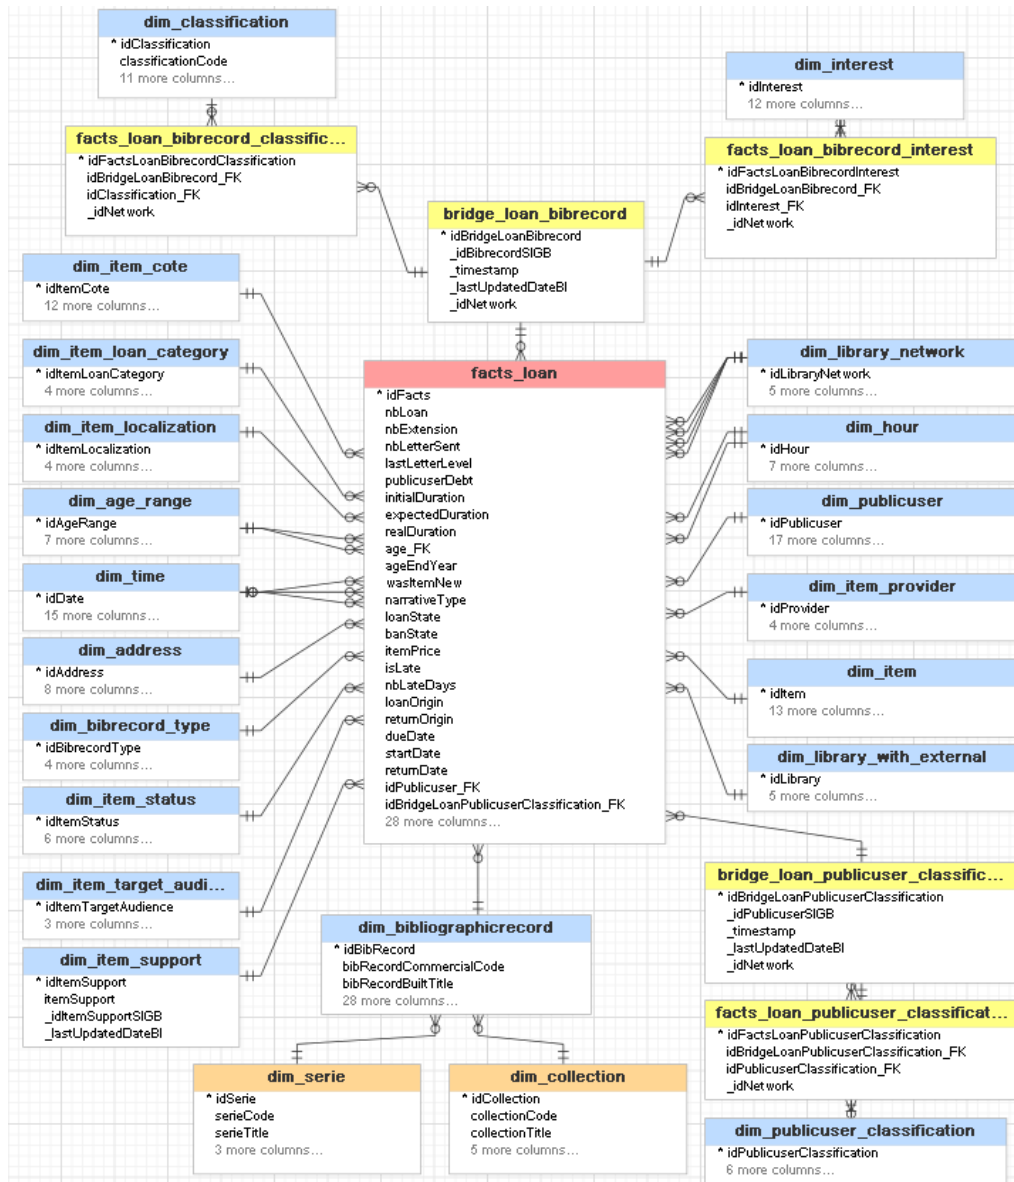 dim_classification
* idClassification
classificationCode
11 more columns...
dim_interest
* idInterest
12 more columns...
facts_loan_bibrecord_classific...
* idFactsLoanBibrecordClassification
idBridgeLoanBibrecord_FK
idClassification_FK
_idNetwork
facts_loan_bibrecord_interest
* idFactsLoanBibrecordInterest
idBridgeLoanBibrecord_FK
idInterest_FK
_idNetwork
bridge_loan_bibrecord
* idBridgeLoanBibrecord
_idBibrecordSIGB
_timestamp
_lastUpdatedDateBI
_idNetwork
dim_item_cote
* idItemCote
12 more columns...
dim_item_loan_category
* idItemLoanCategory
4 more columns...
dim_item_localization
* idItemLocalization
4 more columns...
dim_age_range
* idAgeRange
7 more columns...
dim_time
* idDate
15 more columns...
dim_address
* idAddress
8 more columns...
dim_bibrecord_type
* idBibrecordType
4 more columns...
dim_item_status
* idItemStatus
6 more columns...
dim_item_target_audi...
* idItemTargetAudience
3 more columns...
dim_item_support
* idItemSupport
itemSupport
_idItemSupportSIGB
_lastUpdatedDateBI
facts_loan
* idFacts
nbLoan
nbExtension
nbLetterSent
lastLetterLevel
publicuserDebt
initialDuration
expectedDuration
realDuration
age_FK
ageEndYear
wasItemNew
narrativeType
loanState
banState
itemPrice
isLate
nbLateDays
loanOrigin
returnOrigin
dueDate
startDate
returnDate
idPublicuser_FK
idBridgeLoanPublicuserClassification_FK
28 more columns...
dim_library_network
* idLibraryNetwork
5 more columns...
dim_hour
* idHour
7 more columns...
dim_publicuser
* idPublicuser
17 more columns...
dim_item_provider
* idProvider
4 more columns...
dim_item
* idItem
13 more columns...
dim_library_with_external
* idLibrary
5 more columns...
bridge_loan_publicuser_classific...
* idBridgeLoanPublicuserClassification
_idPublicuserSIGB
_timestamp
_lastUpdatedDateBI
_idNetwork
facts_loan_publicuser_classificat...
* idFactsLoanPublicuserClassification
idBridgeLoanPublicuserClassification_FK
idPublicuserClassification_FK
_idNetwork
dim_publicuser_classification
* idPublicuserClassification
6 more columns...
dim_bibliographicrecord
* idBibRecord
bibRecordCommercialCode
bibRecordBuiltTitle
28 more columns...
dim_serie
* idSerie
serieCode
serieTitle
3 more columns...
dim_collection
* idCollection
collectionCode
collectionTitle
5 more columns...